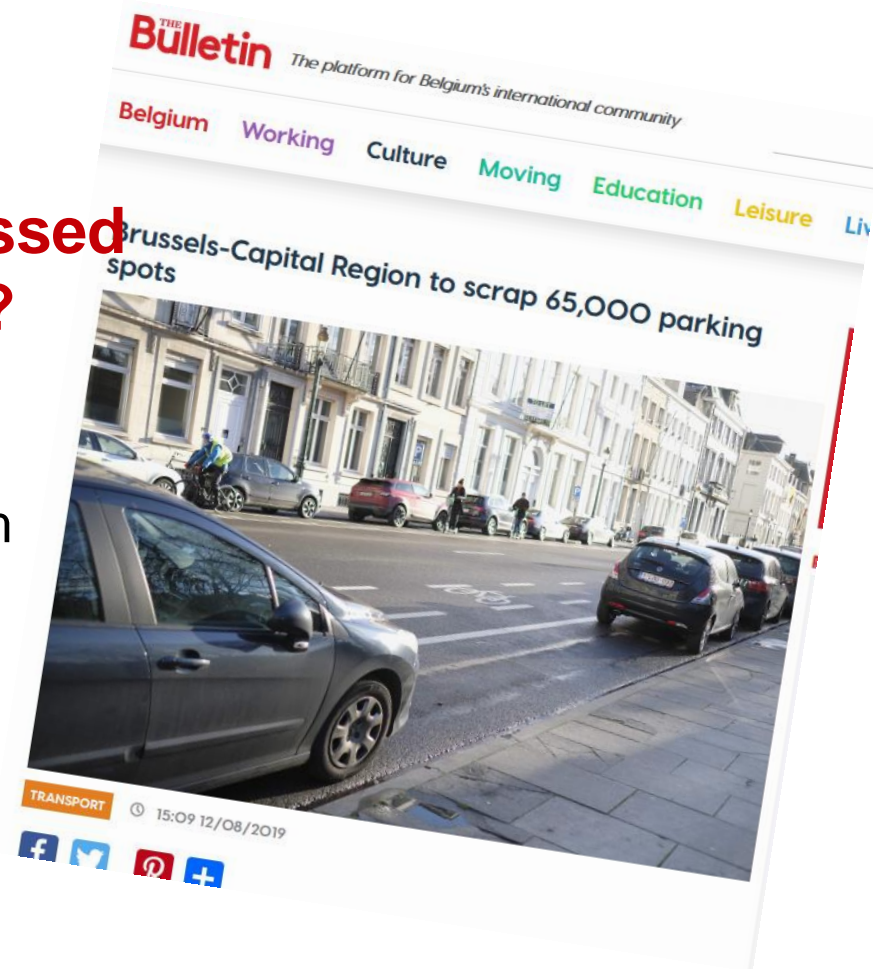 THE
Bulletin
The platform for Belgium's international community
Belgium Working Culture Moving Education Leisure
ssed
?
Brussels-Capital Region to scrap 65,000 parking
spots
n
TRANSPORT 15:09 12/08/2019